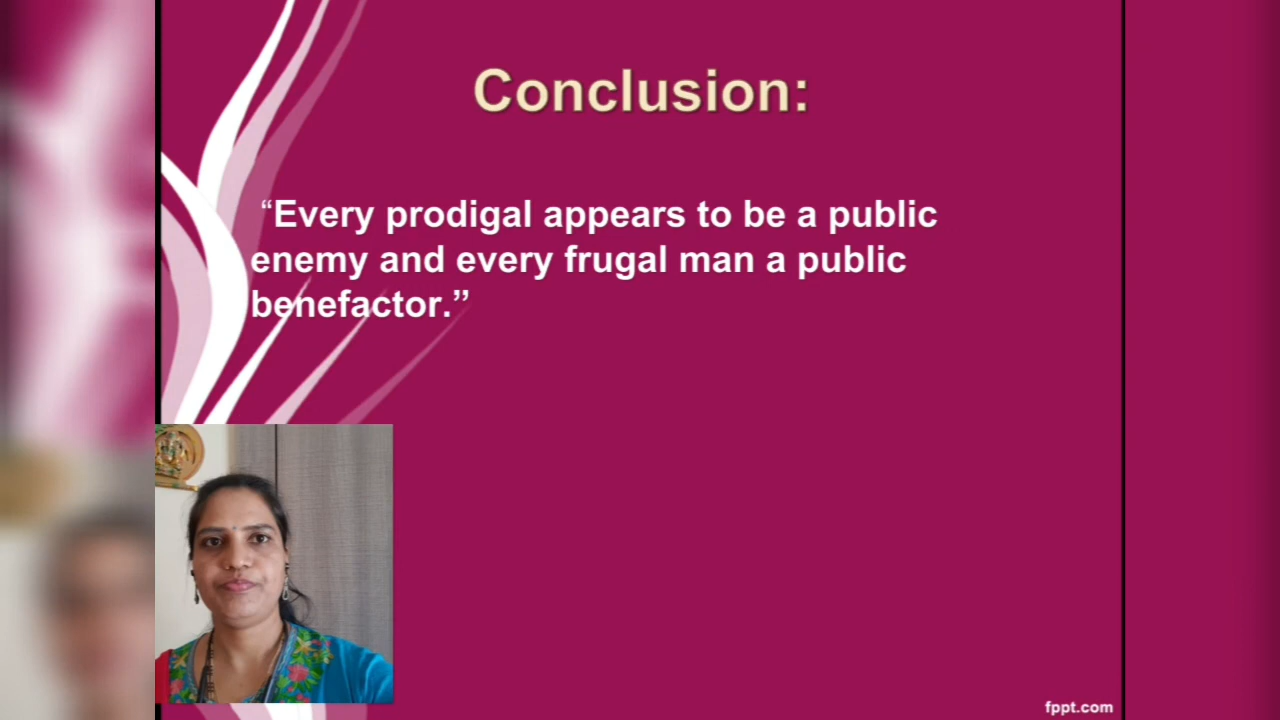 Conclusion:
“Every prodigal appears to be a public
enemy and every frugal man a public
benefactor.”
fppt.com